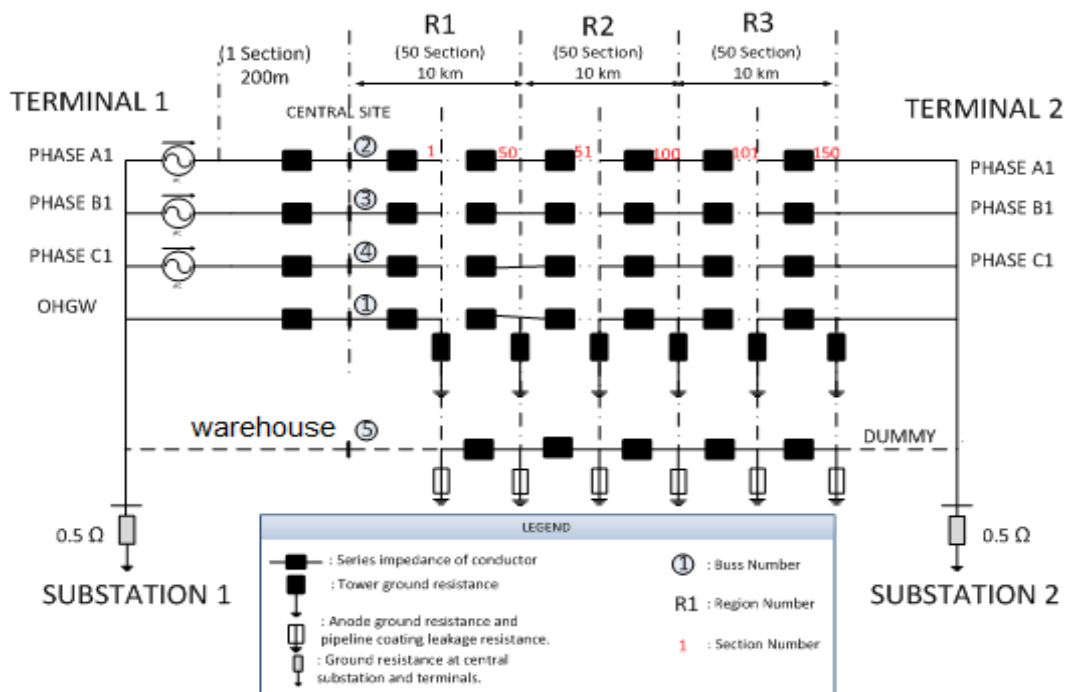 R1
R2
R3
(1 Section)
200m
(50 Section)
10 km
(50 Section)
10 km
(50 Section)
10 km
TERMINAL 1
TERMINAL 2
CENTRAL SITE
PHASE A1
2
1
50
51
100
101
150
PHASE A1
PHASE B1
3
PHASE B1
PHASE C1
4
PHASE C1
OHGW
1
warehouse
5
DUMMY
0.5 Ω
0.5 Ω
SUBSTATION 1
SUBSTATION 2
LEGEND
: Series impedance of conductor
: Tower ground resistance
: Anode ground resistance and
pipeline coating leakage resistance.
: Ground resistance at central
substation and terminals.
1 : Buss Number
R1 : Region Number
1 : Section Number